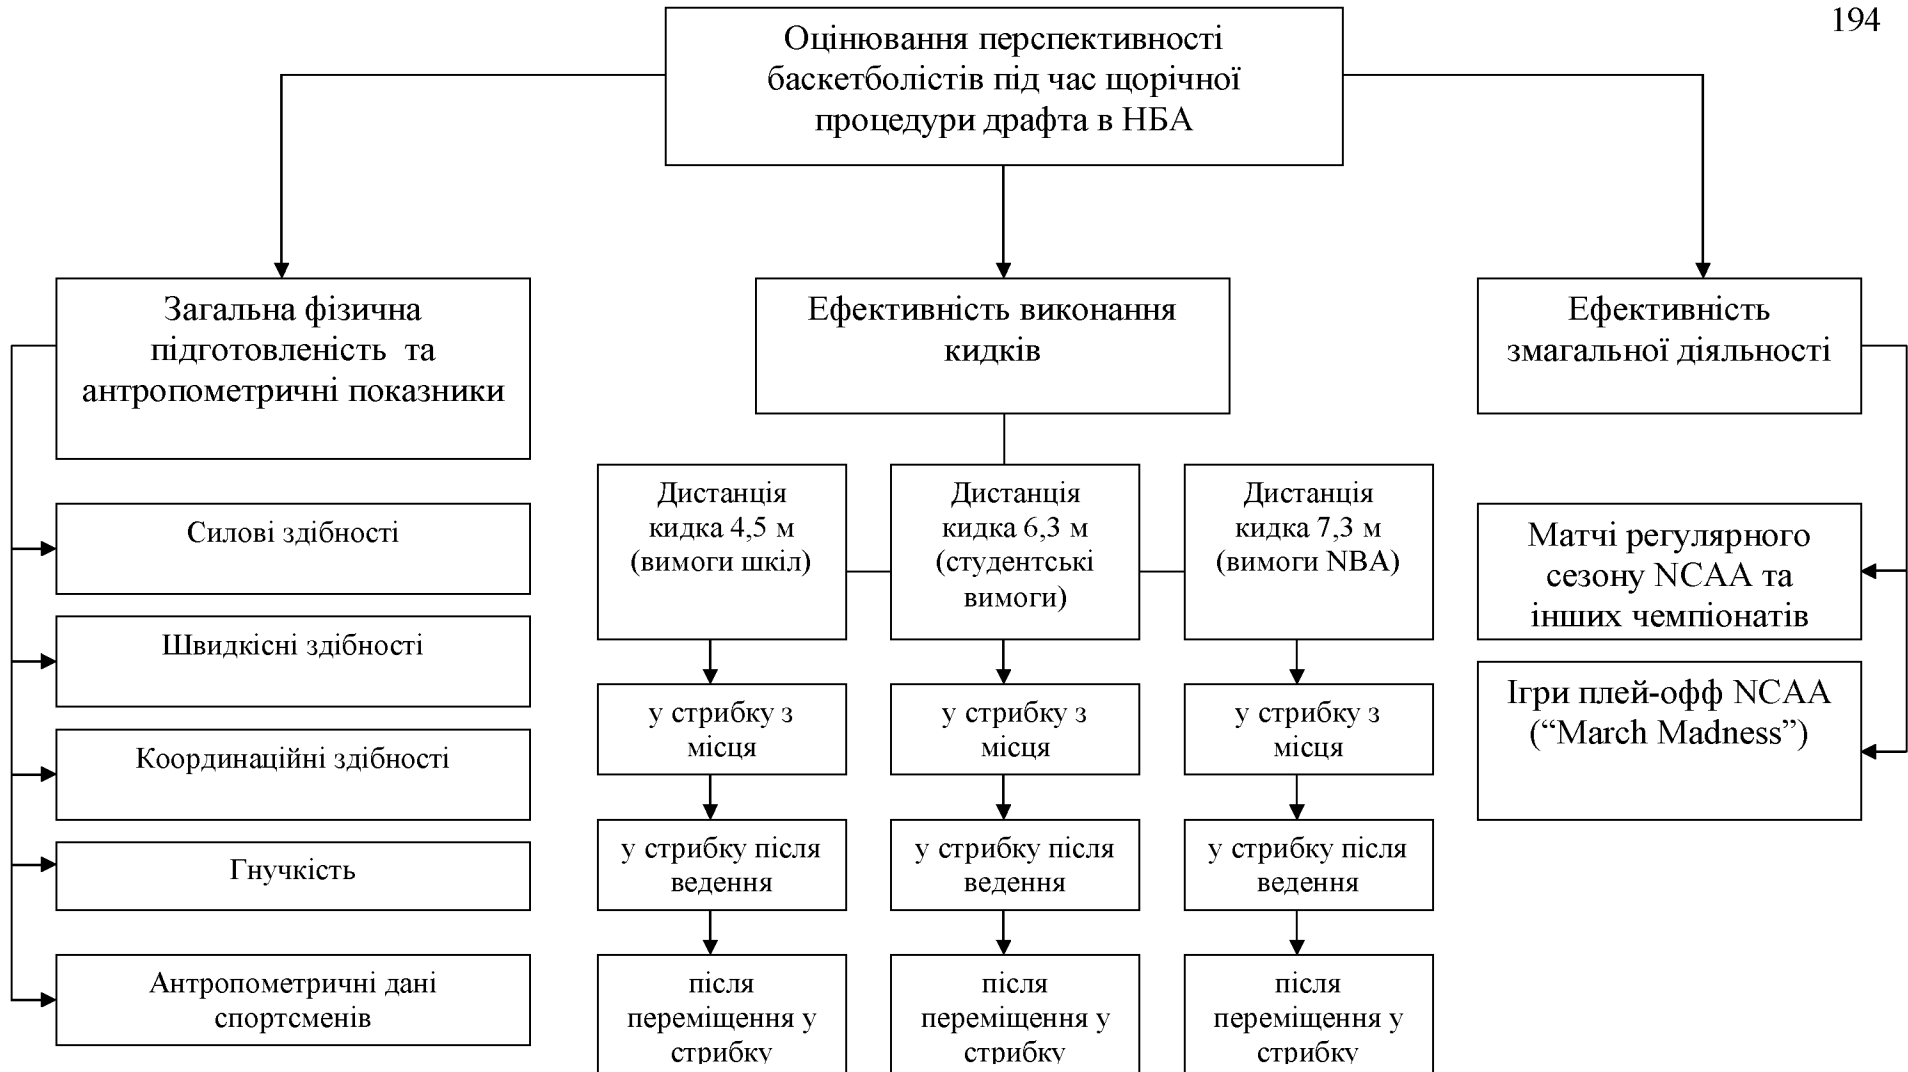 194
Оцінювання перспективності
баскетболістів під час щорічної
процедури драфта в НБА
Загальна фізична
підготовленість та
антропометричні показники
Силові здібності
Швидкісні здібності
Координаційні здібності
Гнучкість
Антропометричні дані
спортсменів
Ефективність виконання
кидків
Дистанція
кидка 4,5 м
(вимоги шкіл)
у стрибку з
місця
у стрибку після
ведення
після
переміщення у
стрибку
Дистанція
кидка 6,3 м
(студентські
вимоги)
у стрибку з
місця
у стрибку після
ведення
після
переміщення у
стрибку
Дистанція
кидка 7,3 м
(вимоги NBA)
у стрибку з
місця
у стрибку після
ведення
після
переміщення у
стрибку
Ефективність
змагальної діяльності
Матчі регулярного
сезону NCAA та
інших чемпіонатів
Ігри плей-офф NCAA
(“March Madness”)